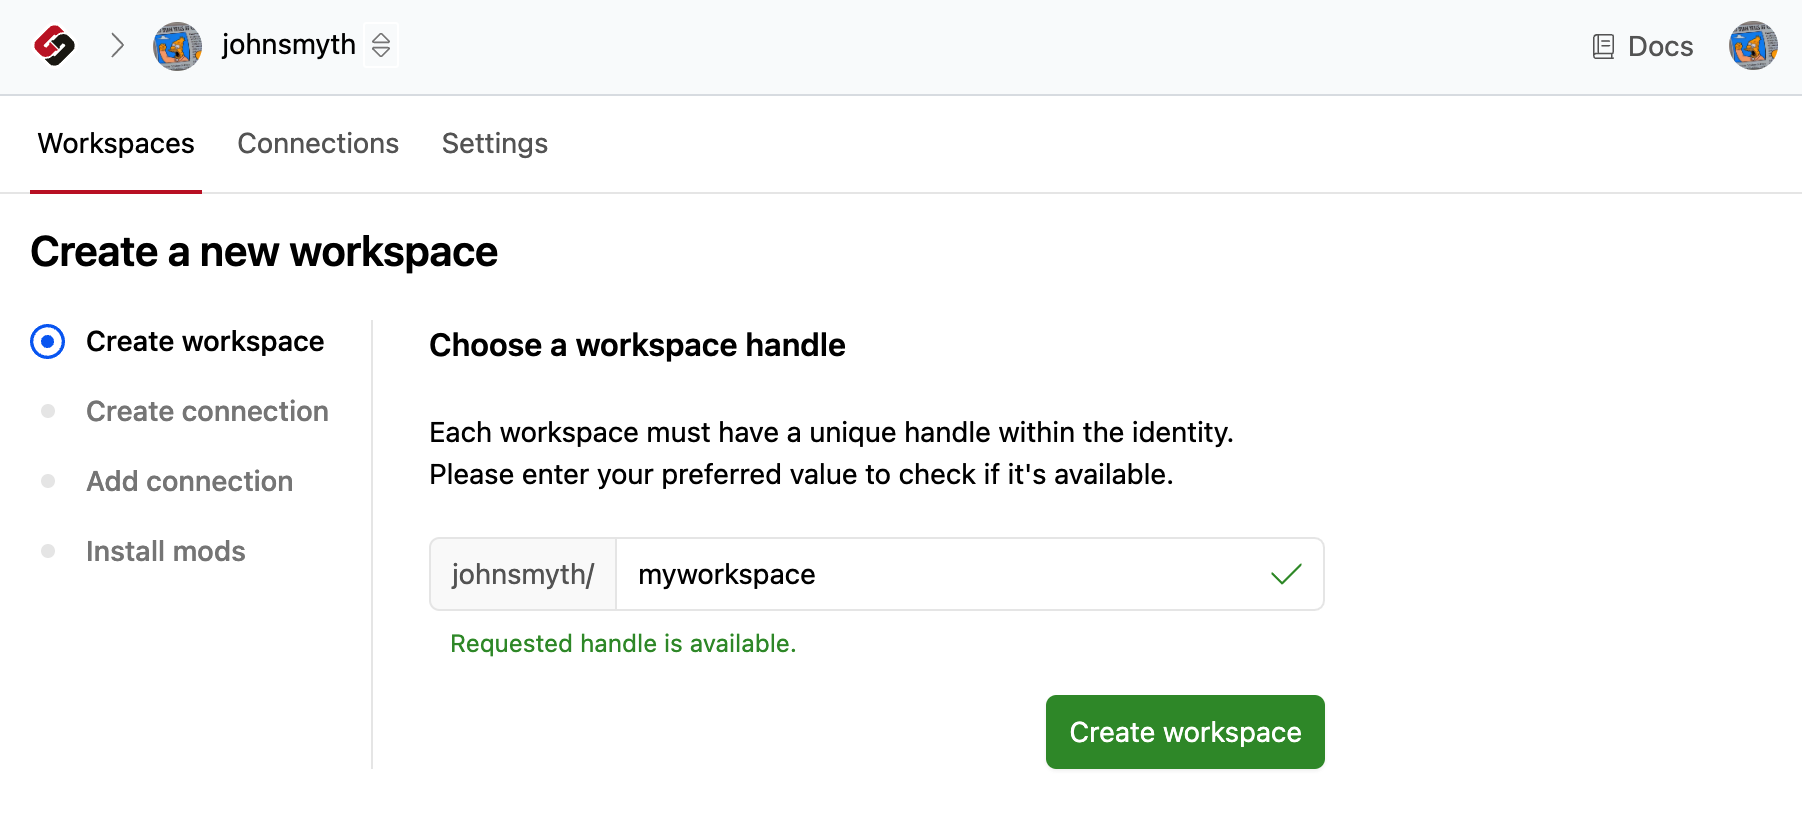 johnsmyth
Docs
Workspaces
Connections
Settings
Create a new workspace
Create workspace
Create connection
Add connection
Install mods
Choose a workspace handle
Each workspace must have a unique handle within the identity.
Please enter your preferred value to check if it's available.
johnsmyth/ myworkspace
Requested handle is available.
Create workspace